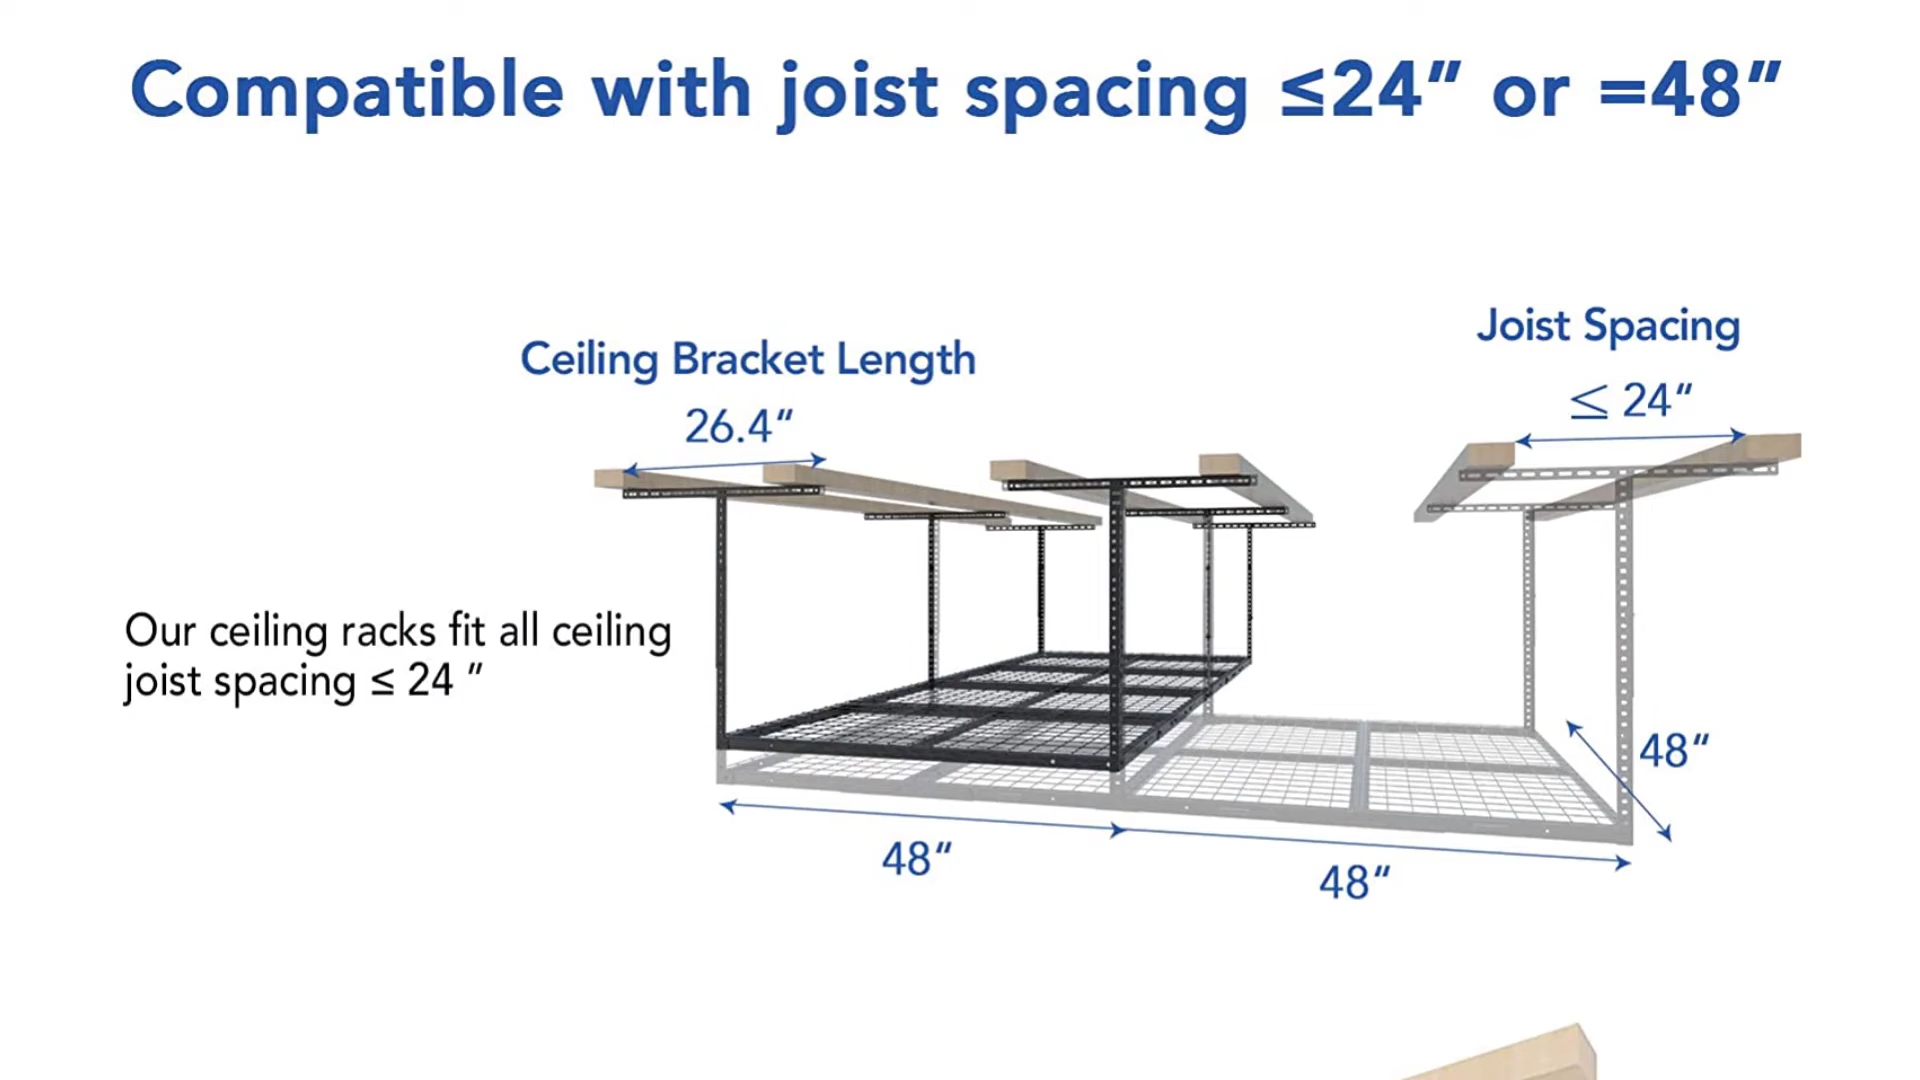 Compatible with joist spacing ≤24” or =48”
Joist Spacing
≤ 24“
Ceiling Bracket Length
26.4“
Our ceiling racks fit all ceiling
joist spacing ≤ 24 ”
48“
48“
48“